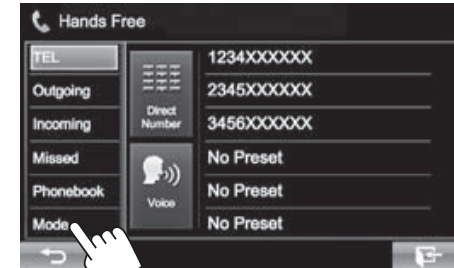 Hands Free
TEL
Outgoing
Incoming
Missed
Phonebook
Mode
Direct
Number
Voice
1234XXXXXX
2345XXXXXX
3456XXXXXX
No Preset
No Preset
No Preset